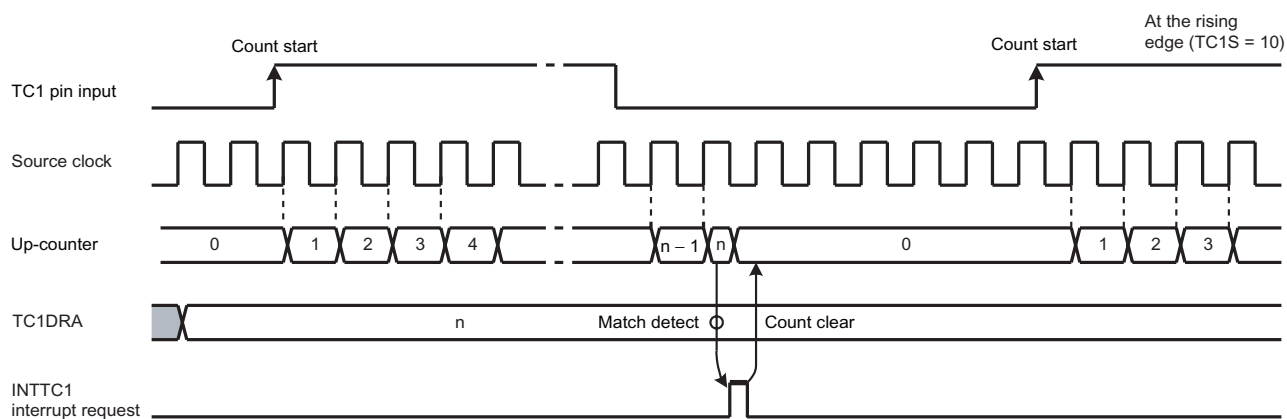 At the rising
edge (TC1S = 10)
Count start
Count start
TC1 pin input
Source clock
Up-counter
0
1
2
3
4
n − 1
n
0
1
2
3
TC1DRA
n
Match detect
Count clear
INTTC1
interrupt request